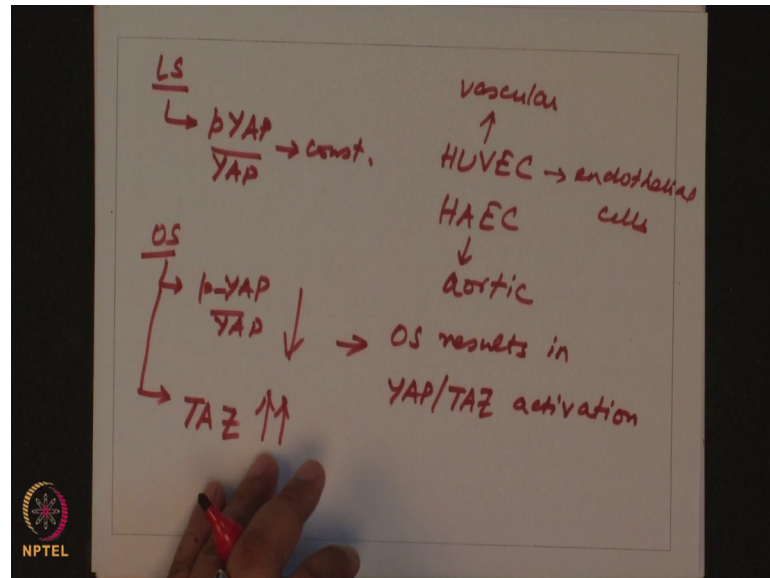 LS
↳ pYAP → const.
YAP
OS
↳ p-YAP ↓
YAP
→ TAZ ↑↑
vascular
↑
HUVEC → endothelial
cells
HAEC
↓
aortic
→ OS results in
YAP/TAZ activation
NPTEL